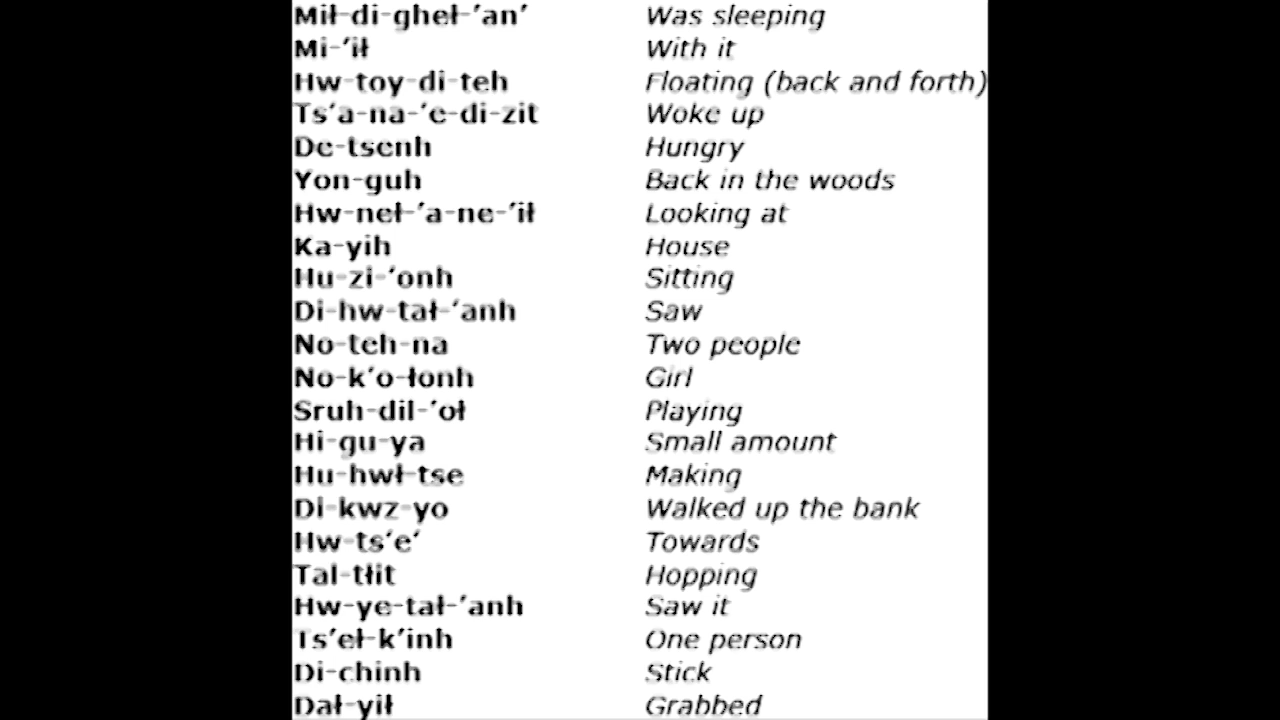 Mił-di-gheł-’an’ Was sleeping
Mi-’ił With it
Hw-toy-di-teh Floating (back and forth)
Ts’a-na-’e-di-zit Woke up
De-tsenh Hungry
Yon-guh Back in the woods
Hw-neł-’a-ne-’ił Looking at
Ka-yih House
Hu-zi-’onh Sitting
Di-hw-tał-’anh Saw
No-teh-na Two people
No-k’o-łonh Girl
Sruh-dil-’oł Playing
Hi-gu-ya Small amount
Hu-hwł-tse Making
Di-kwz-yo Walked up the bank
Hw-ts’e’ Towards
Tal-tłit Hopping
Hw-ye-tał-’anh Saw it
Ts’eł-k’inh One person
Di-chinh Stick
Dał-yił Grabbed